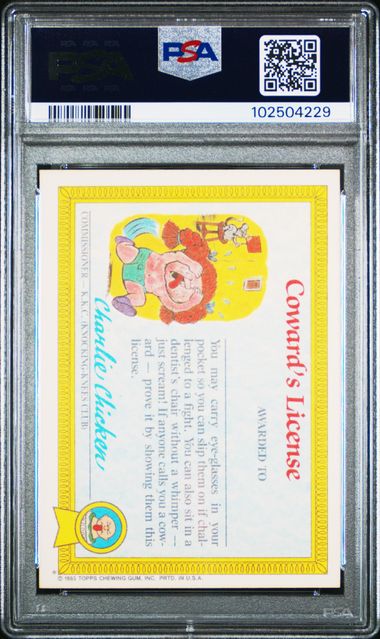 PSA
PSA
102504229
Coward's License
AWARDED TO
You may carry eye-glasses in your
pocket so you can slip them on if chal-
lenged to a fight. You can also sit in a
dentist's chair without a whimper —
just scream! If anyone calls you a cow-
ard — prove it by showing them this
license.
Charlie Chicken
COMMISSIONER — K.K.C. (KNOCKING-KNEES CLUB)
© 1985 TOPPS CHEWING GUM, INC. PRTD. IN U.S.A.
PSA